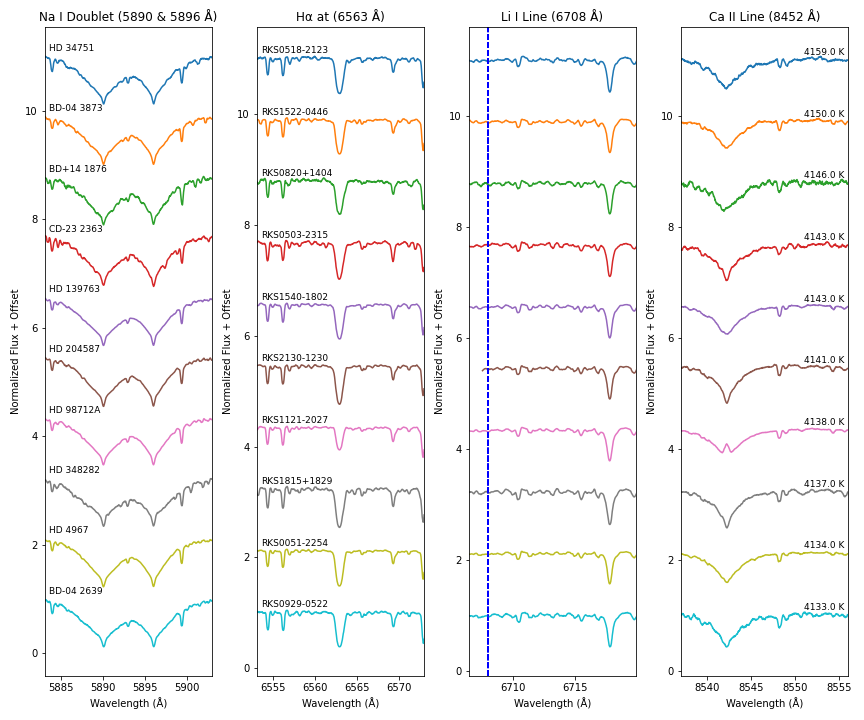 Na I Doublet (5890 & 5896 Å)
Hα at (6563 Å)
Li I Line (6708 Å)
Ca II Line (8452 Å)
HD 34751
BD-04 3873
BD+14 1876
CD-23 2363
HD 139763
HD 204587
HD 98712A
HD 348282
HD 4967
BD-04 2639
RKS0518-2123
RKS1522-0446
RKS0820+1404
RKS0503-2315
RKS1540-1802
RKS2130-1230
RKS1121-2027
RKS1815+1829
RKS0051-2254
RKS0929-0522
4159.0 K
4150.0 K
4146.0 K
4143.0 K
4143.0 K
4141.0 K
4138.0 K
4137.0 K
4134.0 K
4133.0 K
Normalized Flux + Offset
10
8
6
4
2
0
5885 5890 5895 5900
Wavelength (Å)
Normalized Flux + Offset
10
8
6
4
2
0
6555 6560 6565 6570
Wavelength (Å)
Normalized Flux + Offset
10
8
6
4
2
0
6710 6715
Wavelength (Å)
Normalized Flux + Offset
10
8
6
4
2
0
8540 8545 8550 8555
Wavelength (Å)